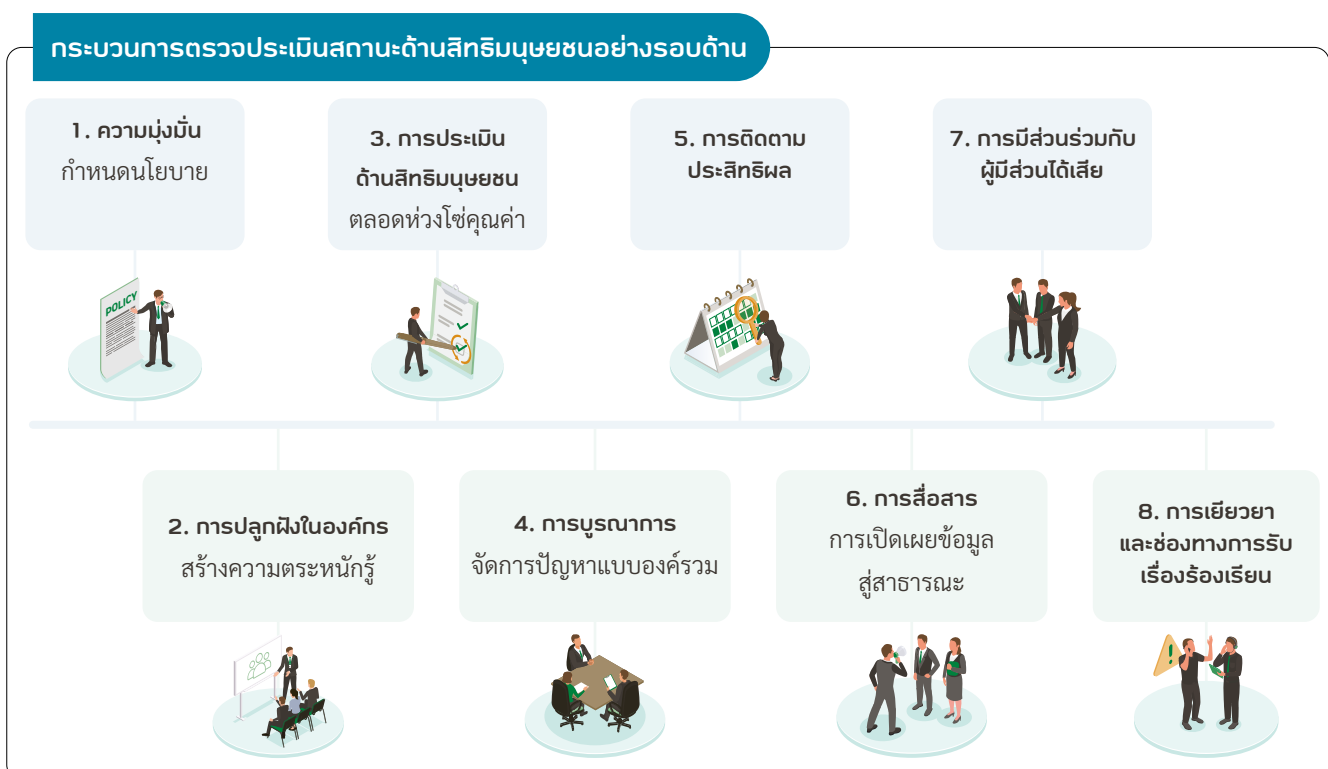 กระบวนการตรวจประเมินสถานะด้านสิทธิมนุษยชนอย่างรอบด้าน
1. ความมุ่งมั่น
กำหนดนโยบาย
POLICY
2. การปลูกฝังในองค์กร
สร้างความตระหนักรู้
3. การประเมิน
ด้านสิทธิมนุษยชน
ตลอดห่วงโซ่คุณค่า
4. การบูรณาการ
จัดการปัญหาแบบองค์รวม
5. การติดตาม
ประสิทธิผล
6. การสื่อสาร
การเปิดเผยข้อมูล
สู่สาธารณะ
7. การมีส่วนร่วมกับ
ผู้มีส่วนได้เสีย
8. การเยียวยา
และช่องทางการรับ
เรื่องร้องเรียน